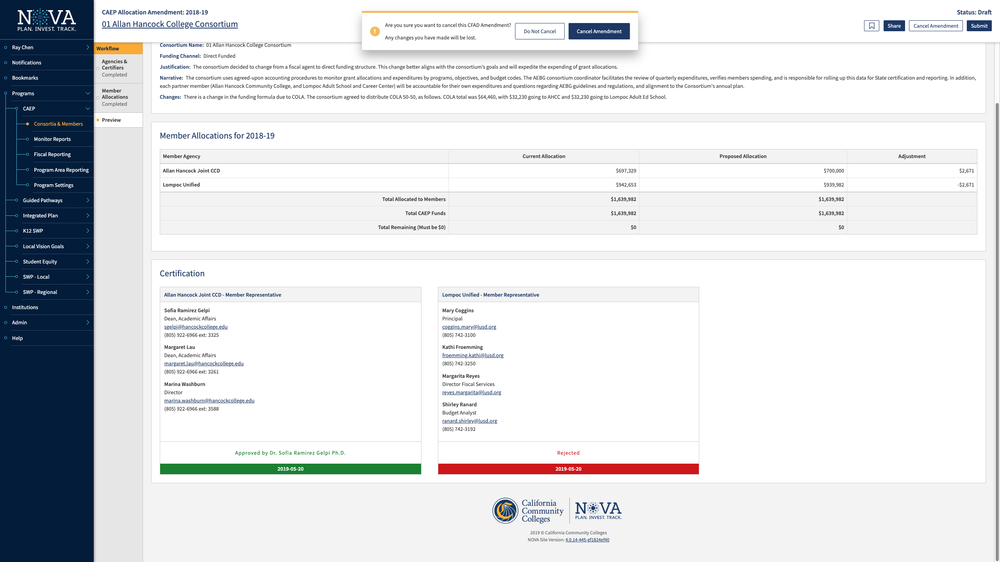 NOVA
PLAN. INVEST. TRACK.
Ray Chen
Notifications
Bookmarks
Programs
CAEP
Consortia & Members
Monitor Reports
Fiscal Reporting
Program Area Reporting
Program Settings
Guided Pathways
Integrated Plan
K12 SWP
Local Vision Goals
Student Equity
SWP - Local
SWP - Regional
Institutions
Admin
Help
CAEP Allocation Amendment: 2018-19
01 Allan Hancock College Consortium
! Are you sure you want to cancel this CFAD Amendment?
Any changes you have made will be lost.
Do Not Cancel
Cancel Amendment
Status: Draft
Share
Cancel Amendment
Submit
Workflow
Agencies &
Certifiers
Completed
Member
Allocations
Completed
Preview
Consortium Name: 01 Allan Hancock College Consortium
Funding Channel: Direct Funded
Justification: The consortium decided to change from a fiscal agent to direct funding structure. This change better aligns with the consortium’s goals and will expedite the expending of grant allocations.
Narrative: The consortium uses agreed-upon accounting procedures to monitor grant allocations and expenditures by programs, objectives, and budget codes. The AEBG consortium coordinator facilitates the review of quarterly expenditures, verifies members spending, and is responsible for rolling up this data for State certification and reporting. In addition,
each partner member (Allan Hancock Community College, and Lompoc Adult School and Career Center) will be accountable for their own expenditures and questions regarding AEBG guidelines and regulations, and alignment to the Consortium's annual plan.
Changes: There is a change in the funding formula due to COLA. The consortium agreed to distribute COLA 50-50, as follows. COLA total was $64,460, with $32,230 going to AHCC and $32,230 going to Lompoc Adult Ed School.
Member Allocations for 2018-19
Member Agency Current Allocation Proposed Allocation Adjustment
Allan Hancock Joint CCD $697,329 $700,000 $2,671
Lompoc Unified $942,653 $939,982 -$2,671
Total Allocated to Members $1,639,982 $1,639,982
Total CAEP Funds $1,639,982 $1,639,982
Total Remaining (Must be $0) $0 $0
Certification
Allan Hancock Joint CCD - Member Representative
Sofia Ramirez Gelpi
Dean, Academic Affairs
sgelpi@hancockcollege.edu
(805) 922-6966 ext: 3325
Margaret Lau
Dean, Academic Affairs
margaret.lau@hancockcollege.edu
(805) 922-6966 ext: 3261
Marina Washburn
Director
marina.washburn@hancockcollege.edu
(805) 922-6966 ext: 3588
Approved by Dr. Sofia Ramirez Gelpi Ph.D.
2019-05-20
Lompoc Unified - Member Representative
Mary Coggins
Principal
coggins.mary@lusd.org
(805) 742-3100
Kathi Froemming
froemming.kathi@lusd.org
(805) 742-3250
Margarita Reyes
Director Fiscal Services
reyes.margarita@lusd.org
Shirley Ranard
Budget Analyst
ranard.shirley@lusd.org
(805) 742-3192
Rejected
2019-05-20
California
Community
Colleges
NOVA
PLAN. INVEST. TRACK.
2019 © California Community Colleges
NOVA Site Version: 4.0.14-445-gf1824ef40